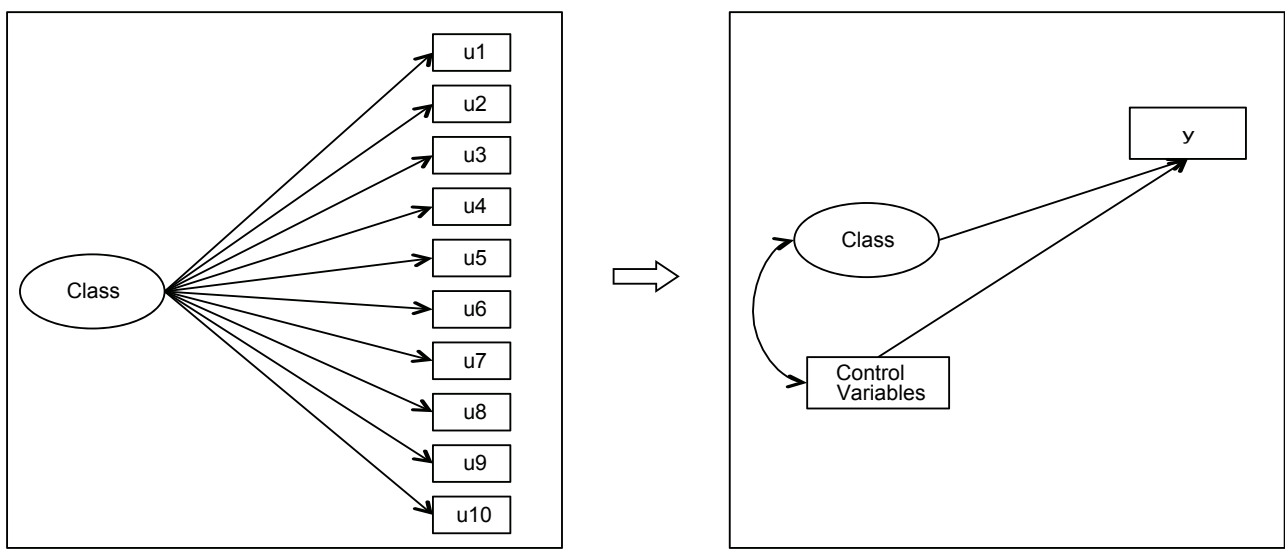 u1
u2
u3
u4
u5
u6
u7
u8
u9
u10
Class
y
Class
Control
Variables